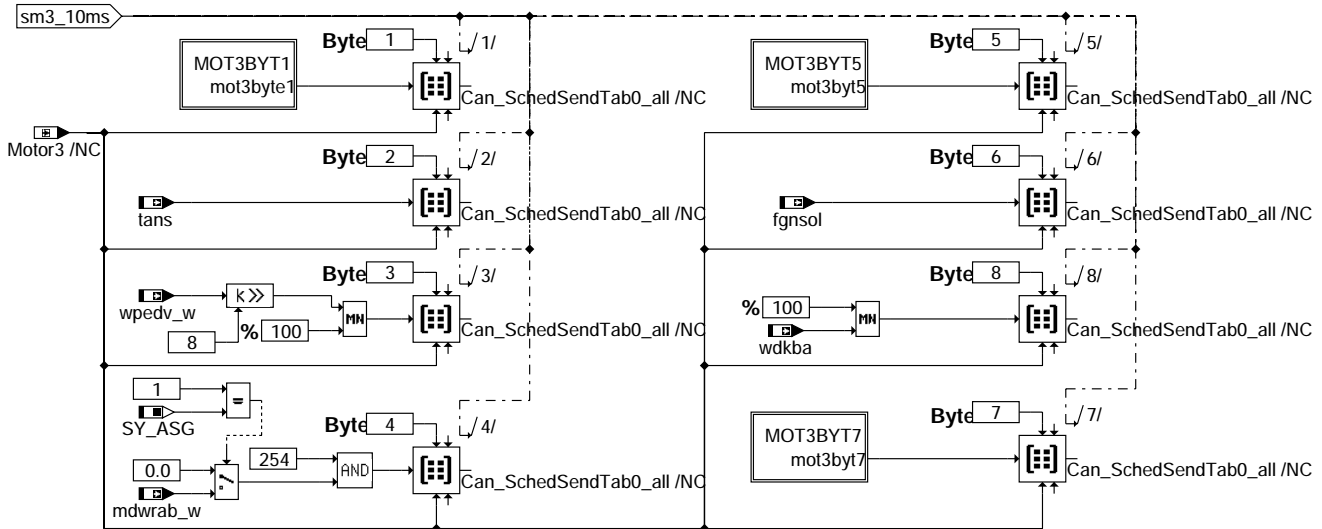 sm3_10ms
Byte 1 /1/
MOT3BYT1
mot3byte1
Can_SchedSendTab0_all /NC
Byte 5 /5/
MOT3BYT5
mot3byt5
Can_SchedSendTab0_all /NC
Motor3 /NC
Byte 2 /2/
tans
Can_SchedSendTab0_all /NC
Byte 6 /6/
fgnsol
Can_SchedSendTab0_all /NC
Byte 3 /3/
wpedv_w
k >>
8
% 100
MN
Can_SchedSendTab0_all /NC
Byte 8 /8/
% 100
wdkba
MN
Can_SchedSendTab0_all /NC
1
SY_ASG
=
Byte 4 /4/
0.0
mdwrab_w
254
AND
Can_SchedSendTab0_all /NC
Byte 7 /7/
MOT3BYT7
mot3byt7
Can_SchedSendTab0_all /NC